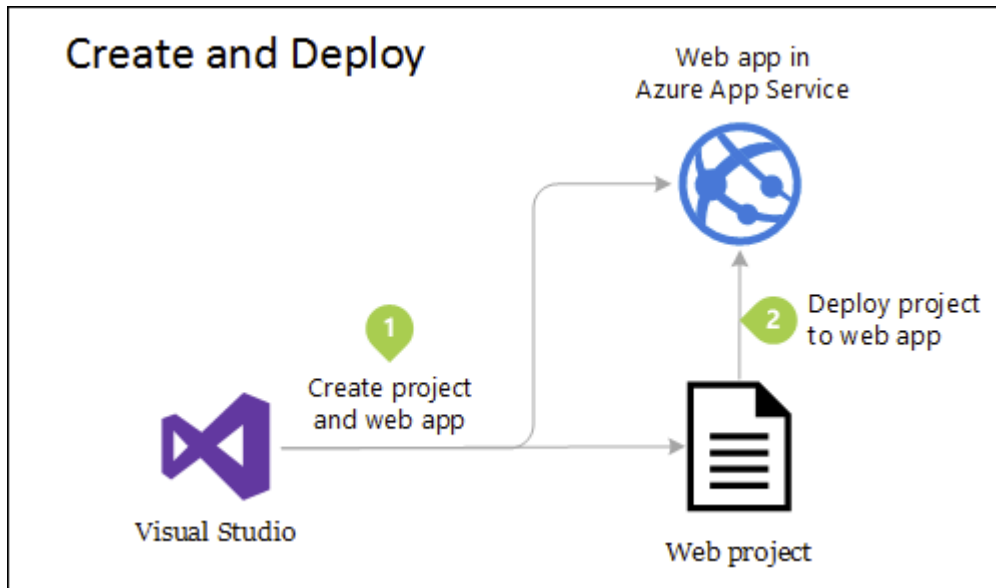 Create and Deploy
Web app in
Azure App Service
1
Create project
and web app
2
Deploy project
to web app
Visual Studio
Web project